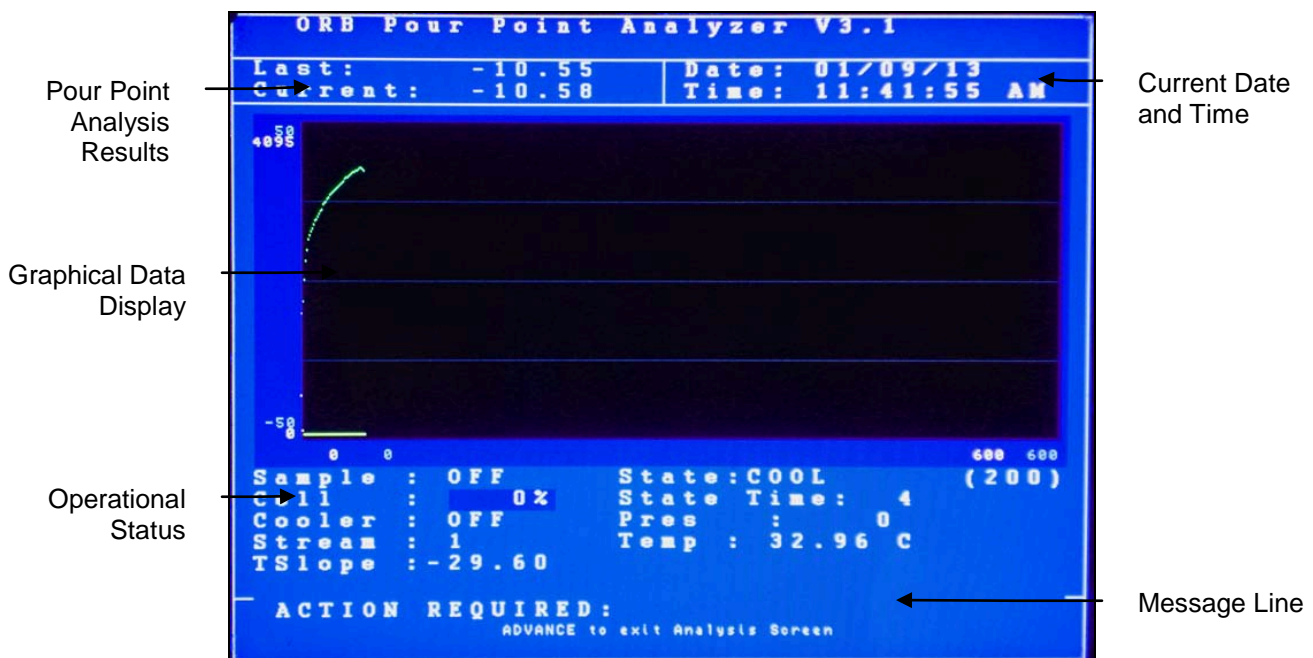 ORB Pour Point Analyzer V3.1
Last: -10.55 Date: 01/09/13
Current: -10.58 Time: 11:41:55 AM
Pour Point
Analysis
Results
Current Date
and Time
50
4095
Graphical Data
Display
-50
0
0 0 600 600
Sample : OFF State:COOL (200)
Cell : 0% State Time: 4
Cooler : OFF Pres : 0
Stream : 1 Temp : 32.96 C
TSlope :-29.60
Operational
Status
ACTION REQUIRED:
ADVANCE to exit Analysis Screen
Message Line